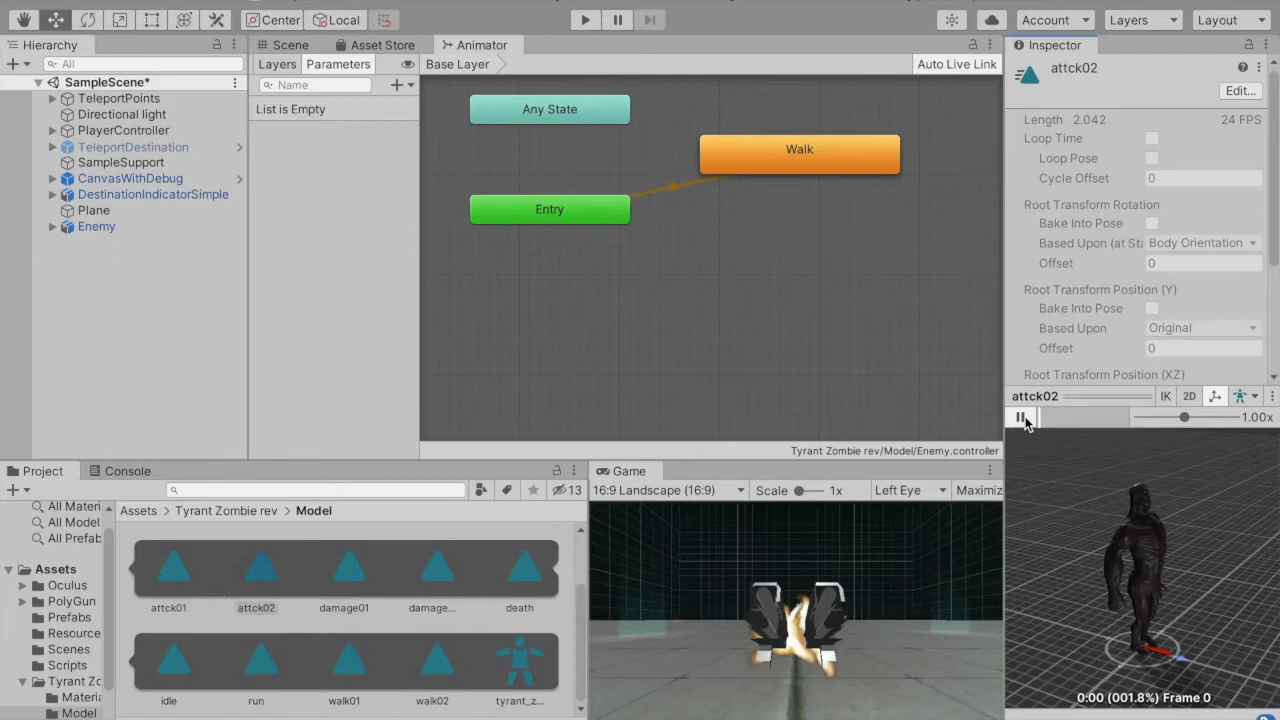 Center
Local
Account
Layers
Layout
Hierarchy
All
SampleScene*
TeleportPoints
Directional light
PlayerController
TeleportDestination
SampleSupport
CanvasWithDebug
DestinationIndicatorSimple
Plane
Enemy
Scene
Asset Store
Animator
Layers
Parameters
Base Layer
Auto Live Link
Name
List is Empty
Any State
Walk
Entry
Tyrant Zombie rev/Model/Enemy.controller
Inspector
attck02
Edit...
Length 2.042 24 FPS
Loop Time
Loop Pose
Cycle Offset 0
Root Transform Rotation
Bake Into Pose
Based Upon (at Sta Body Orientation
Offset 0
Root Transform Position (Y)
Bake Into Pose
Based Upon Original
Offset 0
Root Transform Position (XZ)
attck02 IK 2D
1.00x
0:00 (001.8%) Frame 0
Project
Console
13
All Materi
All Model
All Prefab
Assets
Oculus
PolyGun
Prefabs
Resource
Scenes
Scripts
Tyrant Zo
Materia
Model
Assets
Tyrant Zombie rev
Model
attck01
attck02
damage01
damage...
death
idle
run
walk01
walk02
tyrant_z...
Game
16:9 Landscape (16:9)
Scale 1x
Left Eye
Maximiz